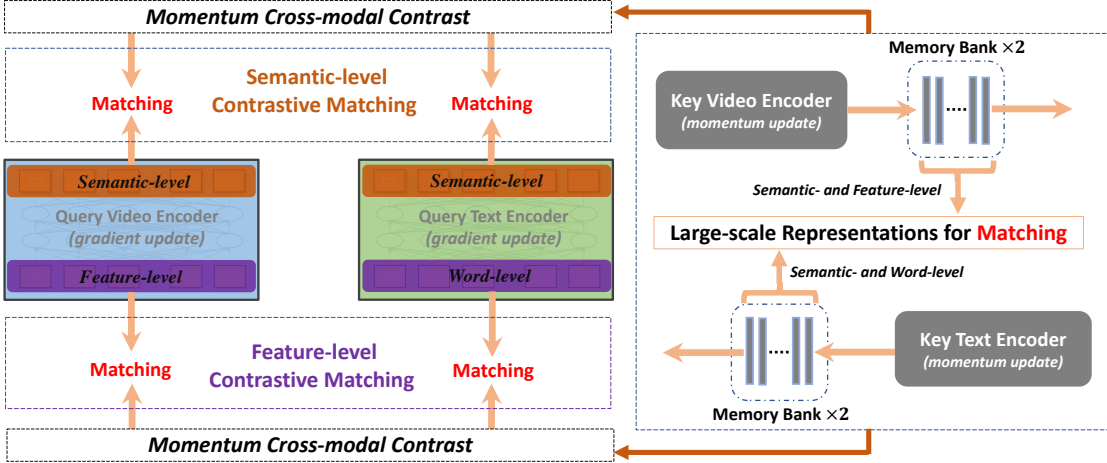 Momentum Cross-modal Contrast
Semantic-level
Contrastive Matching
Matching
Matching
Semantic-level
Query Video Encoder
(gradient update)
Feature-level
Semantic-level
Query Text Encoder
(gradient update)
Word-level
Feature-level
Contrastive Matching
Matching
Matching
Momentum Cross-modal Contrast
Memory Bank ×2
Key Video Encoder
(momentum update)
Semantic- and Feature-level
Large-scale Representations for Matching
Semantic- and Word-level
Key Text Encoder
(momentum update)
Memory Bank ×2